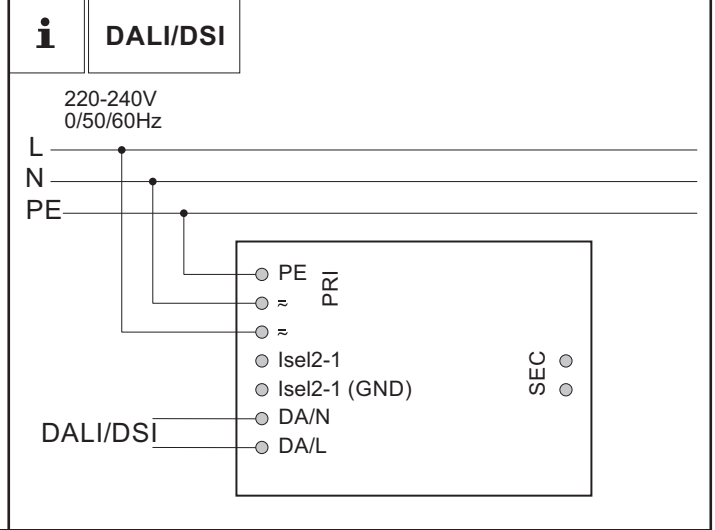 i
DALI/DSI
220-240V
0/50/60Hz
L
N
PE
PE
PRI
≂
≂
Isel2-1
SEC
Isel2-1 (GND)
DA/N
DALI/DSI
DA/L